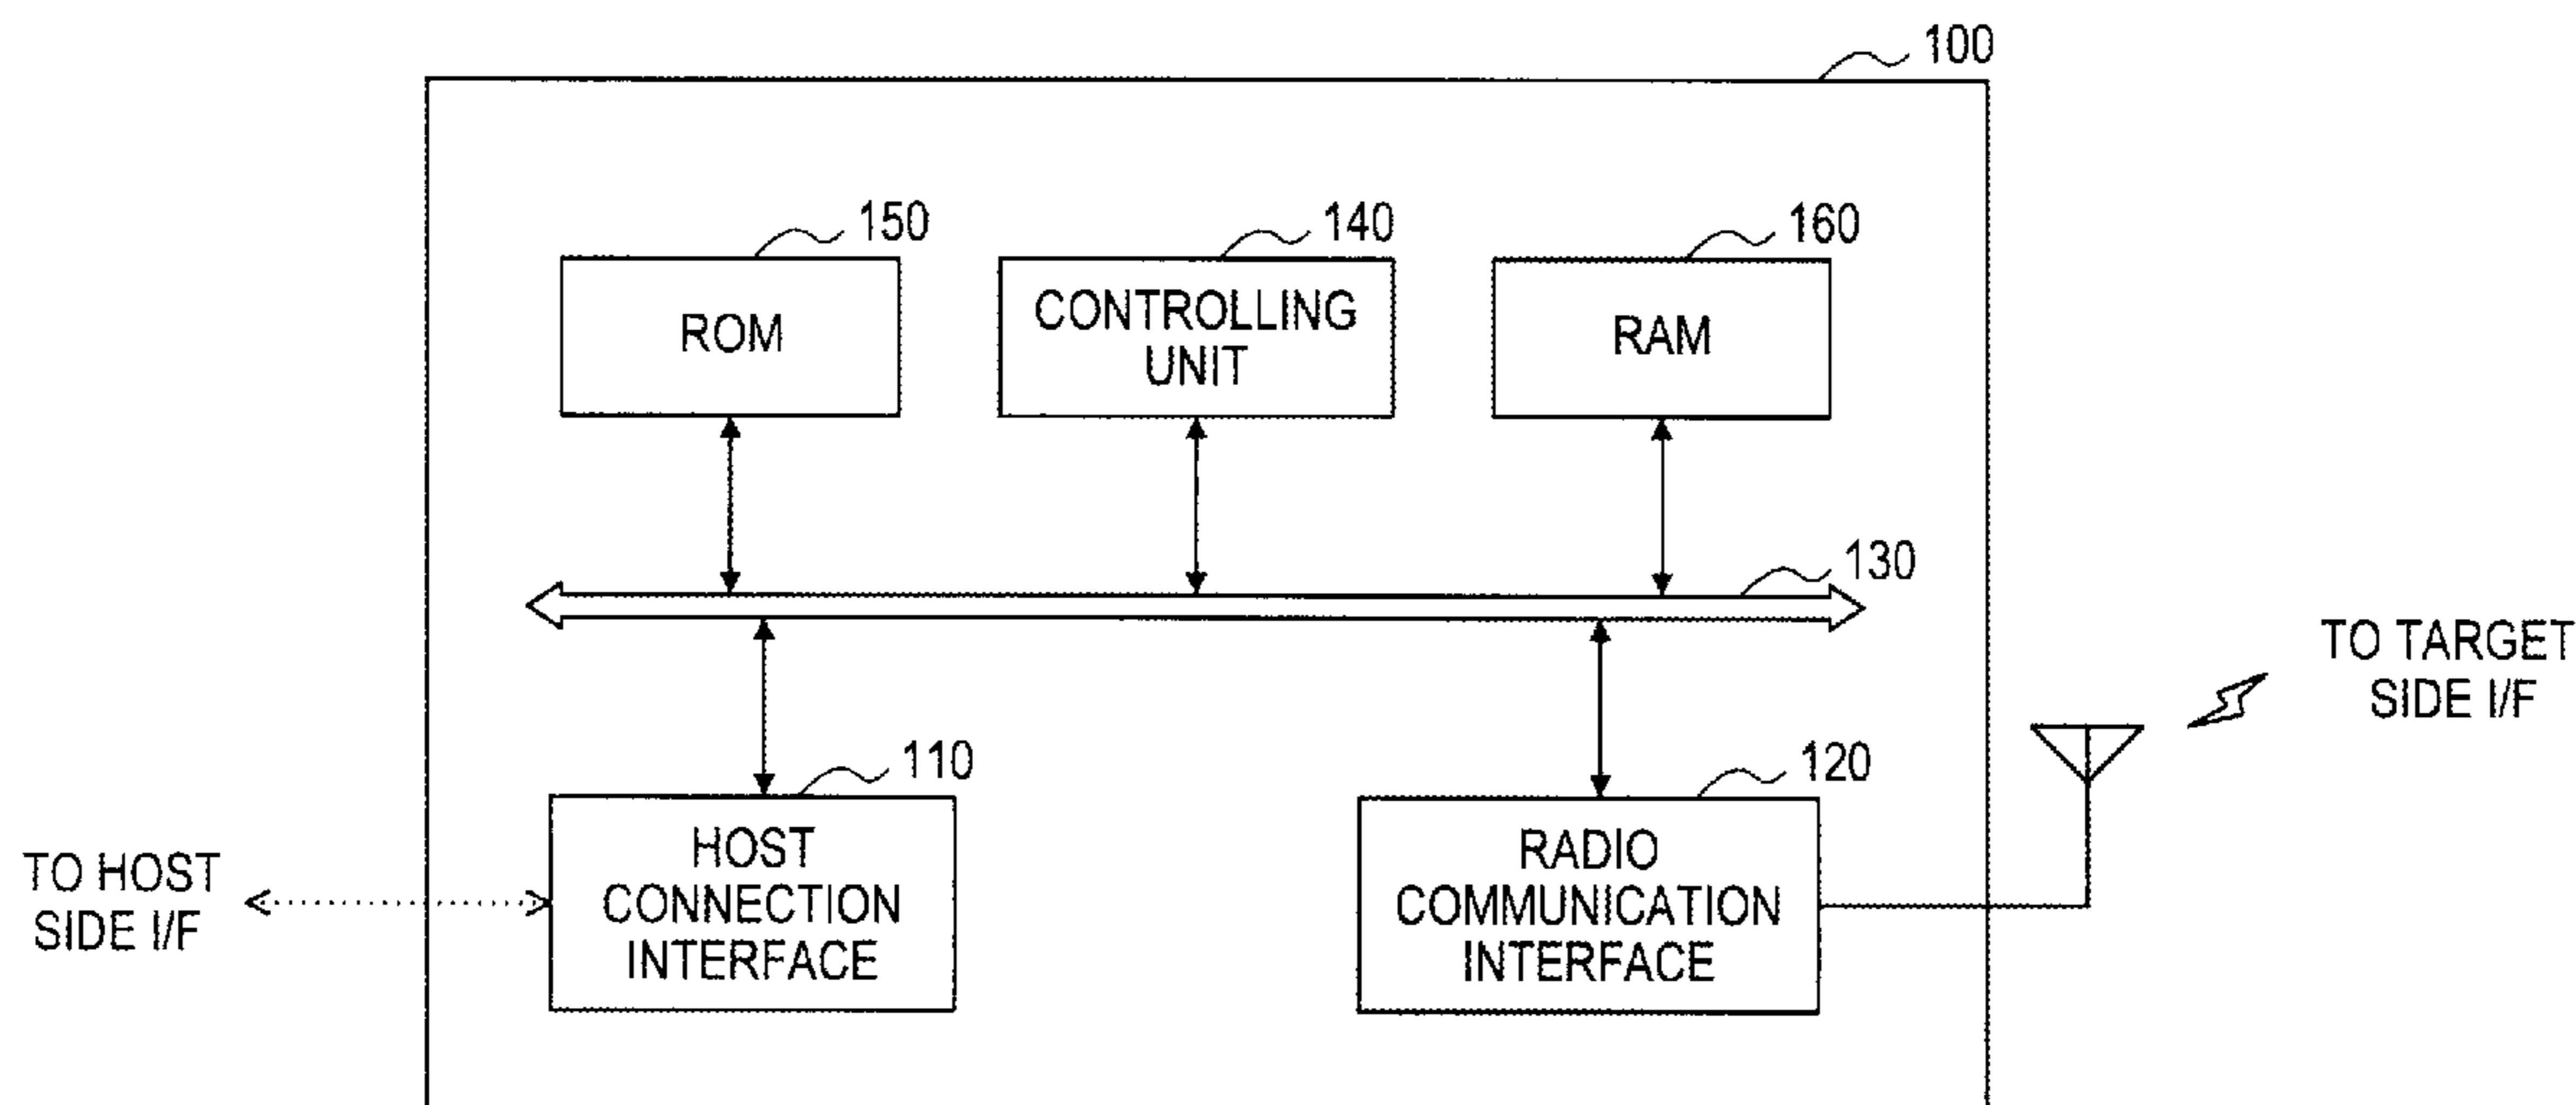 100
150
140
160
ROM
CONTROLLING
UNIT
RAM
130
TO TARGET
SIDE I/F
110
120
TO HOST
SIDE I/F
HOST
CONNECTION
INTERFACE
RADIO
COMMUNICATION
INTERFACE